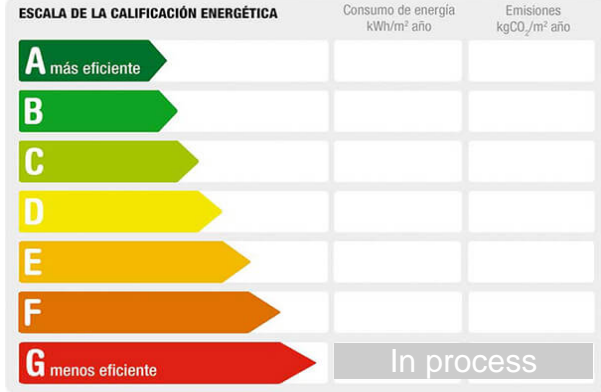 ESCALA DE LA CALIFICACIÓN ENERGÉTICA
Consumo de energía
kWh/m² año
Emisiones
kgCO₂/m² año
A más eficiente
B
C
D
E
F
G menos eficiente
In process